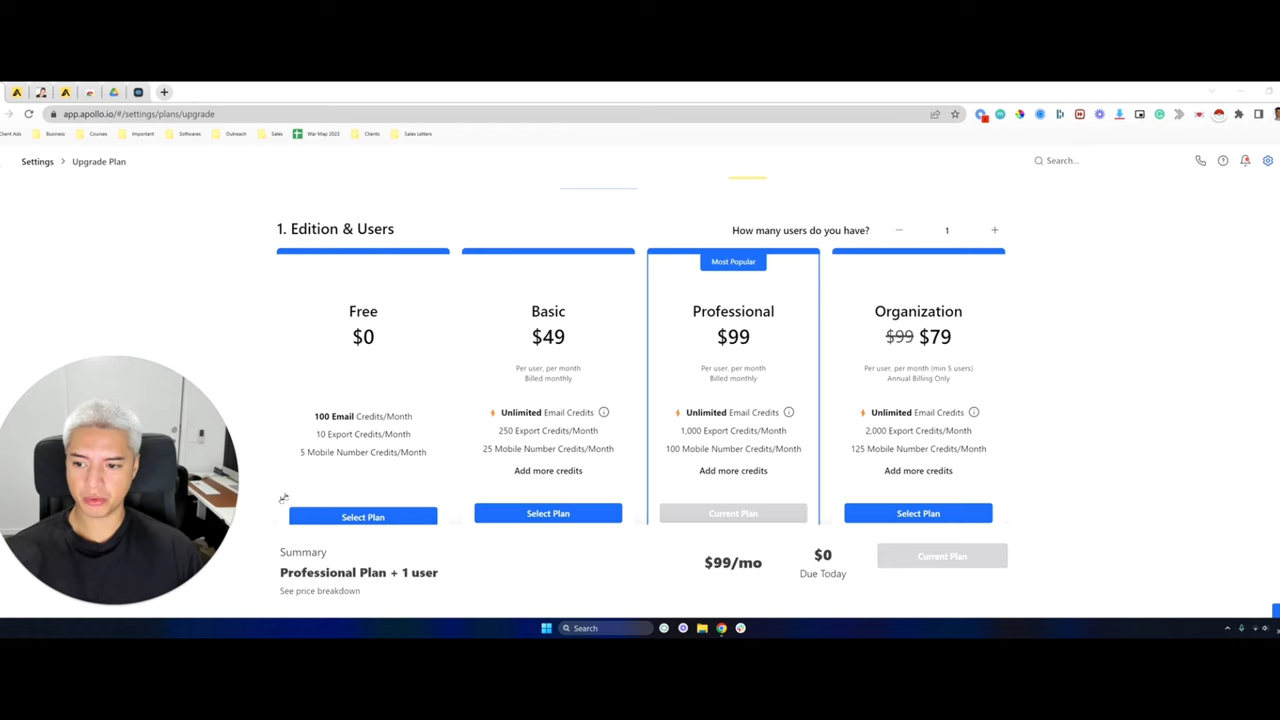 app.apollo.io/#/settings/plans/upgrade
Client Ads Business Courses Important Softwares Outreach Sales War Map 2023 Clients Sales Letters
Settings > Upgrade Plan
Search...
1. Edition & Users
How many users do you have? − 1 +
Most Popular
Free
$0
100 Email Credits/Month
10 Export Credits/Month
5 Mobile Number Credits/Month
Select Plan
Basic
$49
Per user, per month
Billed monthly
Unlimited Email Credits
250 Export Credits/Month
25 Mobile Number Credits/Month
Add more credits
Select Plan
Professional
$99
Per user, per month
Billed monthly
Unlimited Email Credits
1,000 Export Credits/Month
100 Mobile Number Credits/Month
Add more credits
Current Plan
Organization
$99 $79
Per user, per month (min 5 users)
Annual Billing Only
Unlimited Email Credits
2,000 Export Credits/Month
125 Mobile Number Credits/Month
Add more credits
Select Plan
Summary
Professional Plan + 1 user
See price breakdown
$99/mo
$0
Due Today
Current Plan
Search